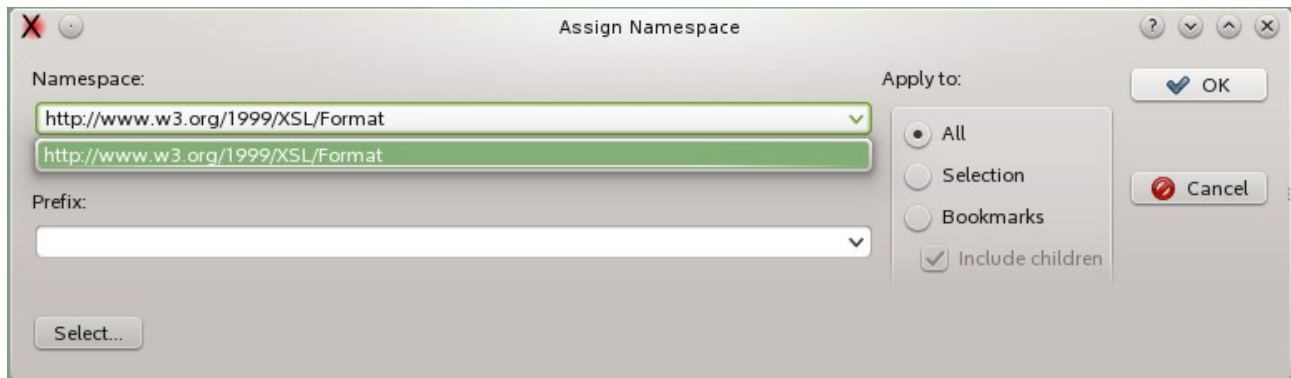 Assign Namespace
Namespace:
http://www.w3.org/1999/XSL/Format
http://www.w3.org/1999/XSL/Format
Prefix:
Select...
Apply to:
All
Selection
Bookmarks
Include children
OK
Cancel